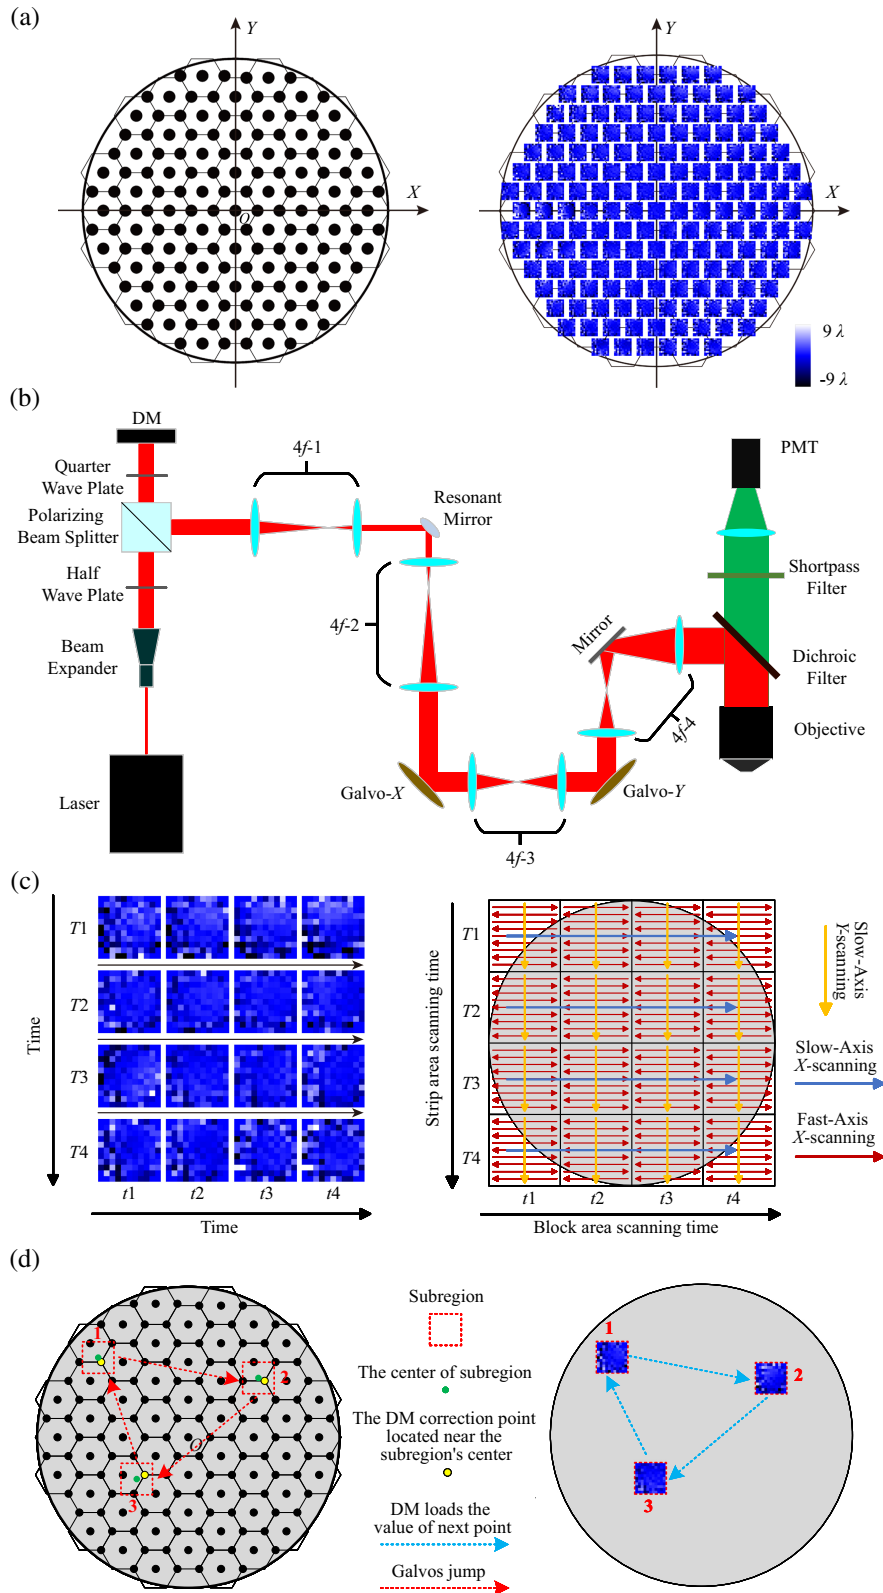 (a)
Y
X
O
Y
X
9 λ
-9 λ
(b)
DM
Quarter
Wave Plate
Polarizing
Beam Splitter
Half
Wave Plate
Beam
Expander
Laser
4f-1
Resonant
Mirror
4f-2
Galvo-X
4f-3
Galvo-Y
Mirror
4f-4
PMT
Shortpass
Filter
Dichroic
Filter
Objective
(c)
Time
T1
T2
T3
T4
t1 t2 t3 t4
Time
Strip area scanning time
T1
T2
T3
T4
t1 t2 t3 t4
Block area scanning time
Slow-Axis
Y-scanning
Slow-Axis
X-scanning
Fast-Axis
X-scanning
(d)
1
2
3
O
Subregion
The center of subregion
The DM correction point
located near the
subregion's center
DM loads the
value of next point
Galvos jump
1
2
3